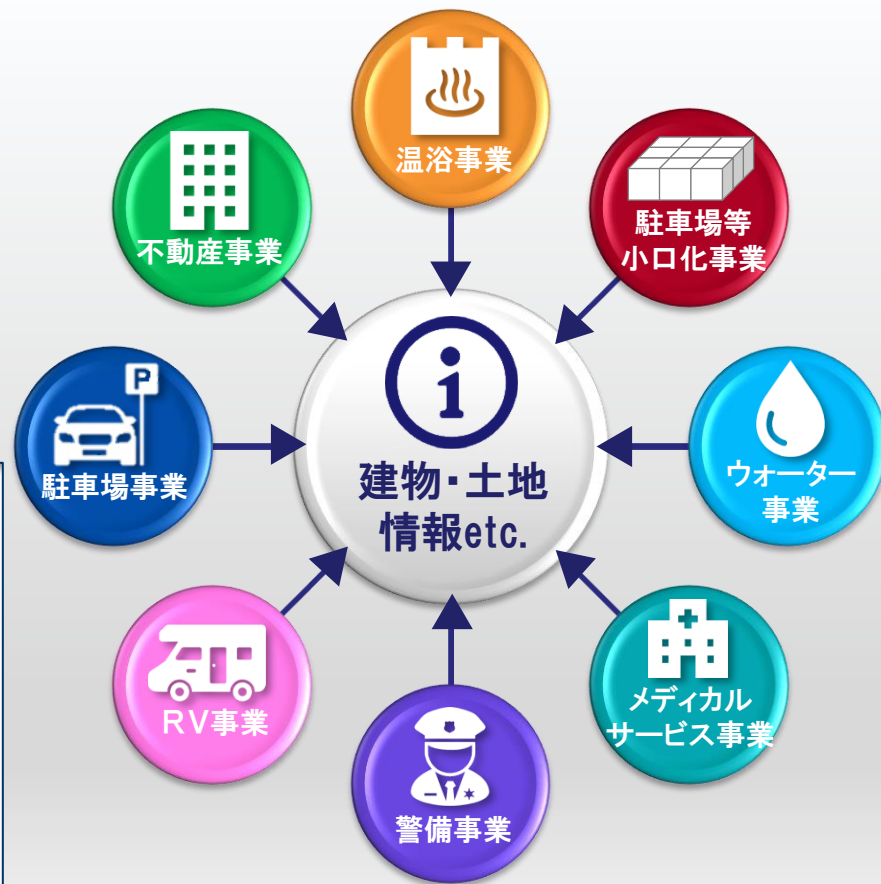 温浴事業
不動産事業
駐車場等
小口化事業
P
駐車場事業
i
建物・土地
情報etc.
ウォーター
事業
RV事業
メディカル
サービス事業
警備事業